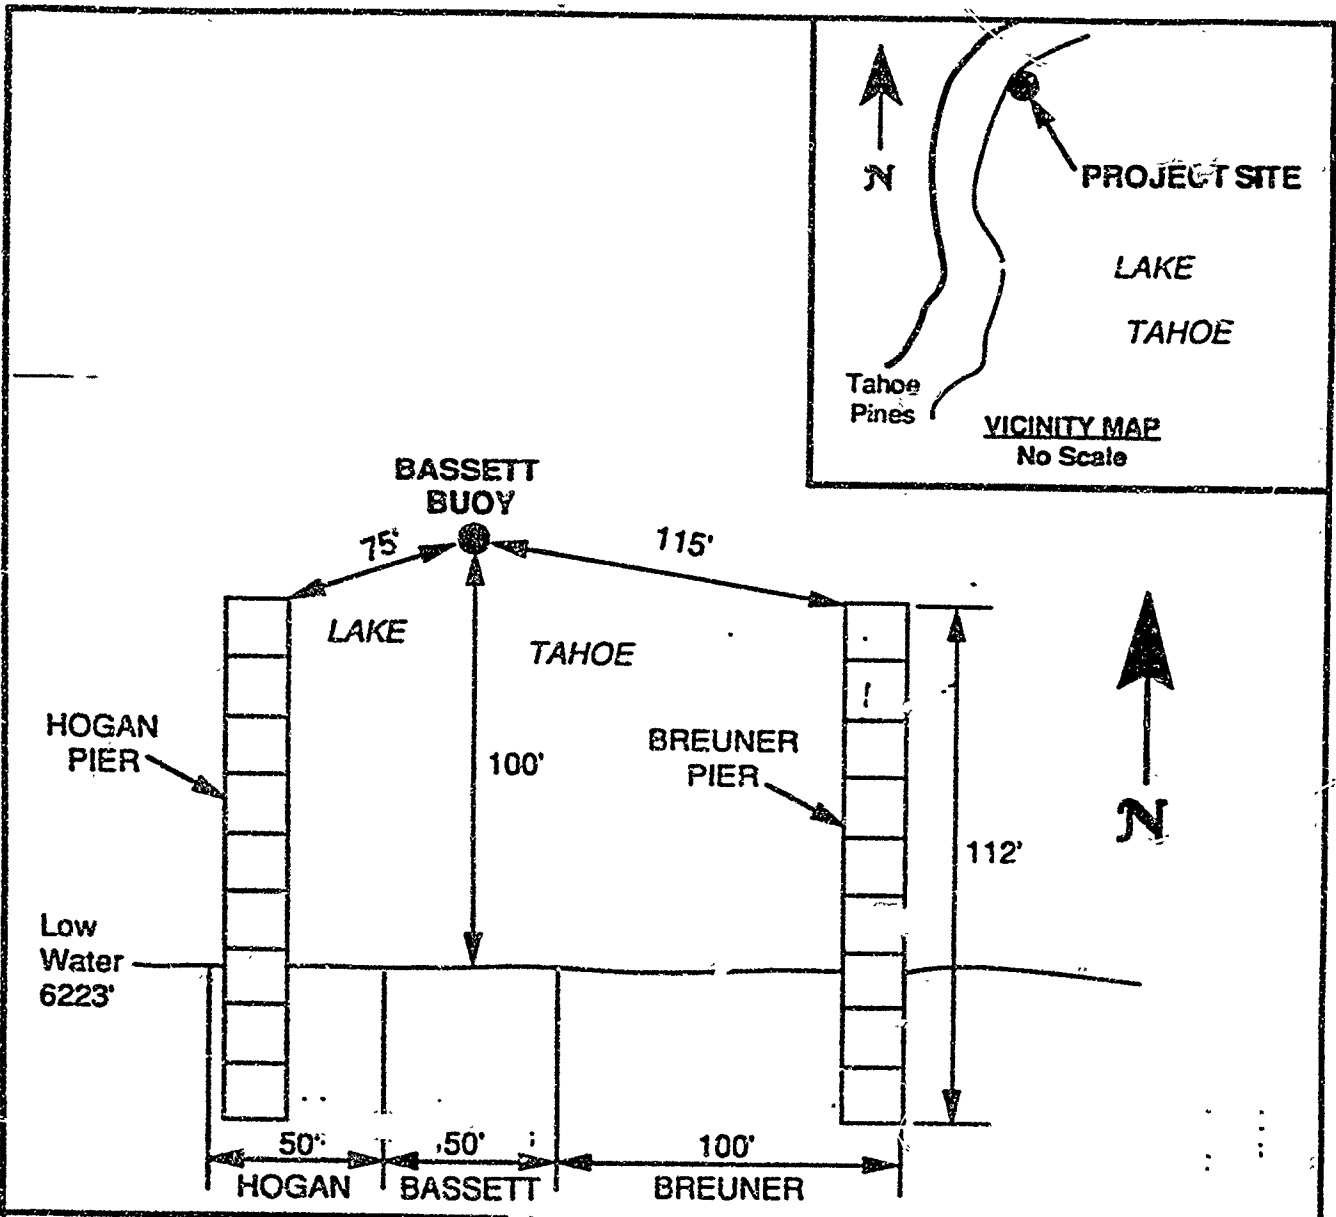 N
PROJECT SITE
LAKE
TAHOE
Tahoe
Pines
VICINITY MAP
No Scale
BASSETT
BUOY
75'
115'
LAKE
TAHOE
HOGAN
PIER
100'
BREUNER
PIER
N
112'
Low
Water
6223'
50'
50'
100'
HOGAN
BASSETT
BREUNER